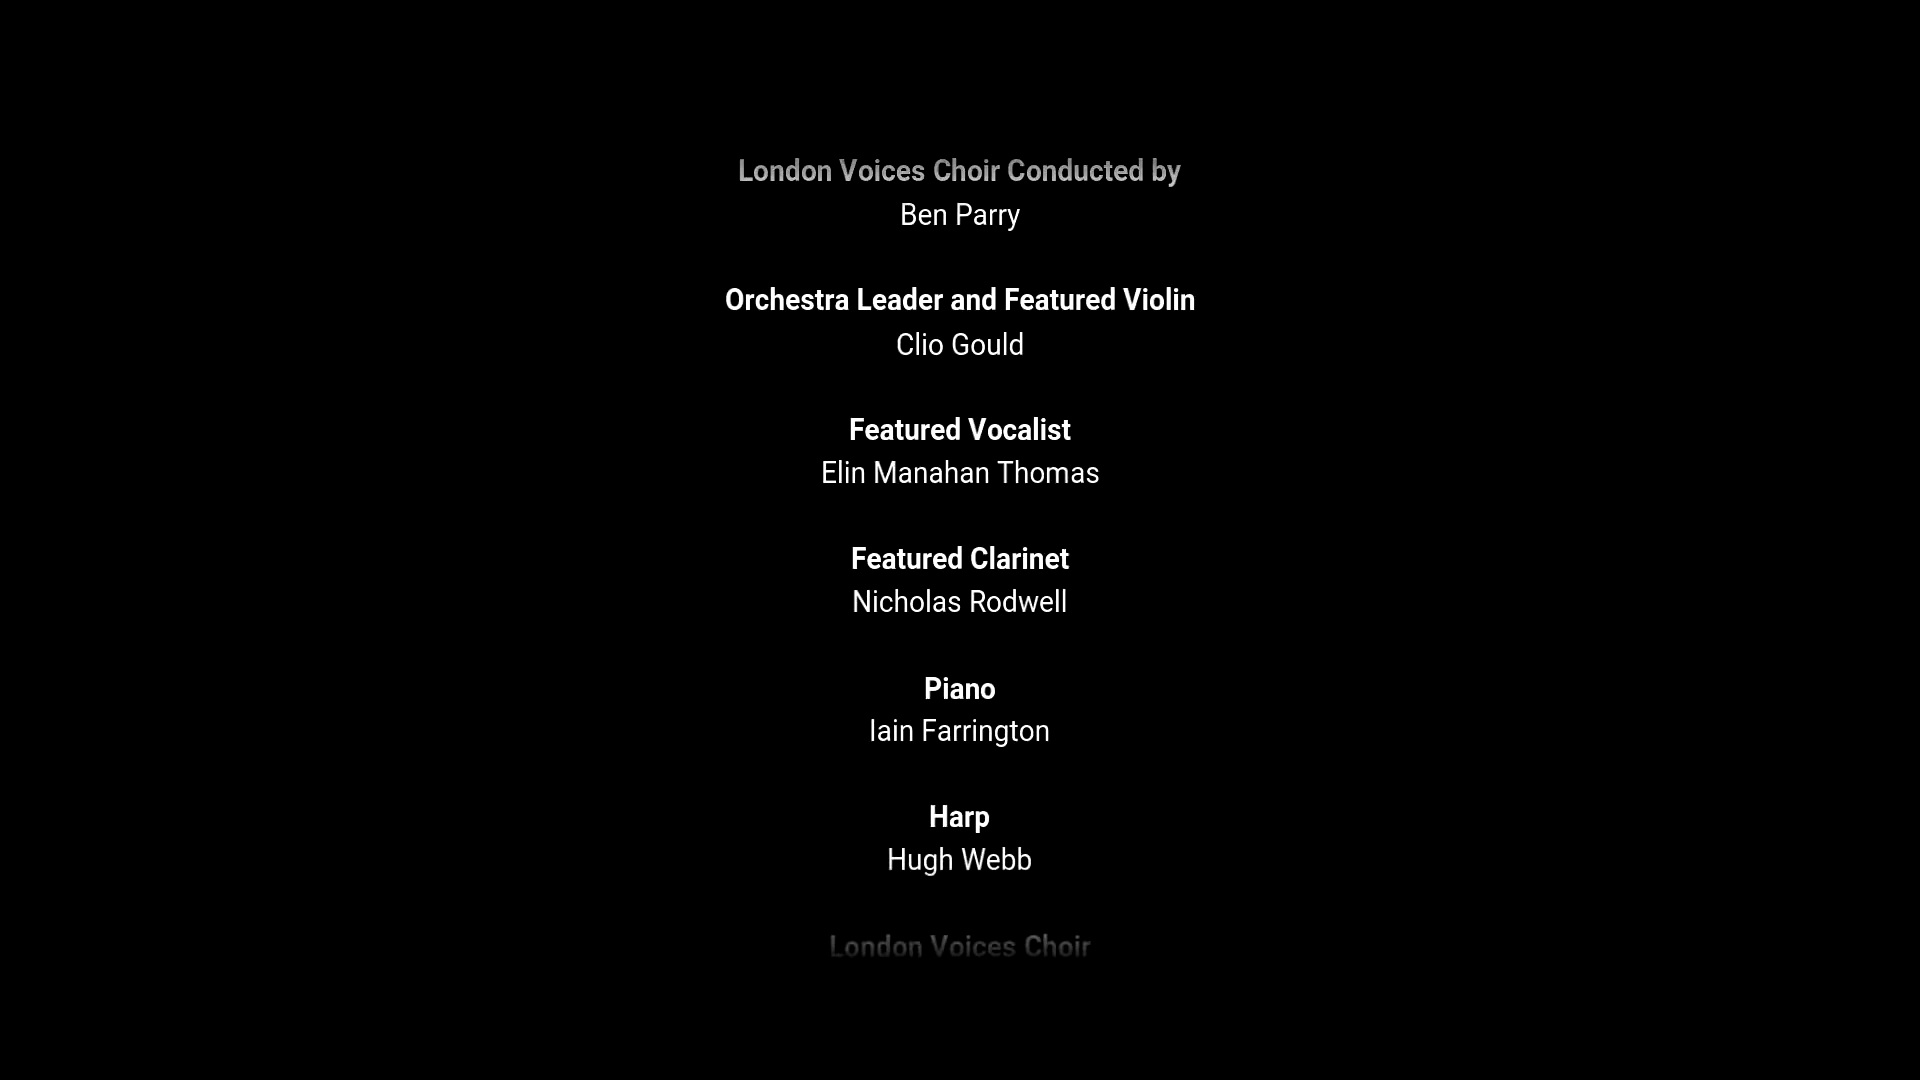 London Voices Choir Conducted by
Ben Parry
Orchestra Leader and Featured Violin
Clio Gould
Featured Vocalist
Elin Manahan Thomas
Featured Clarinet
Nicholas Rodwell
Piano
Iain Farrington
Harp
Hugh Webb
London Voices Choir